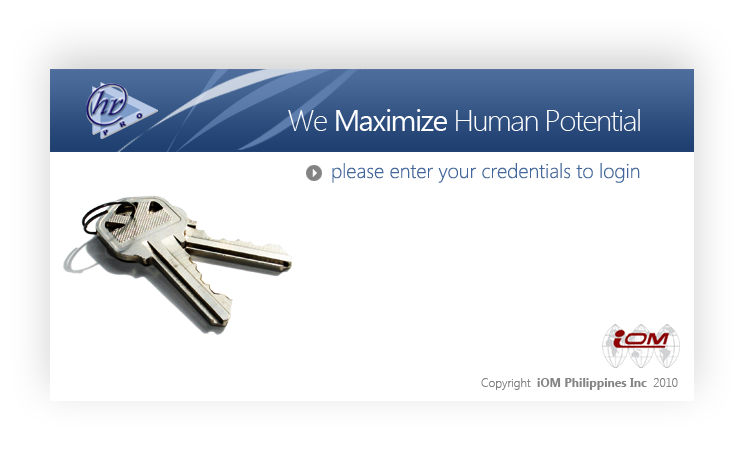 hr
PRO
We Maximize Human Potential
please enter your credentials to login
iOM
Copyright iOM Philippines Inc 2010